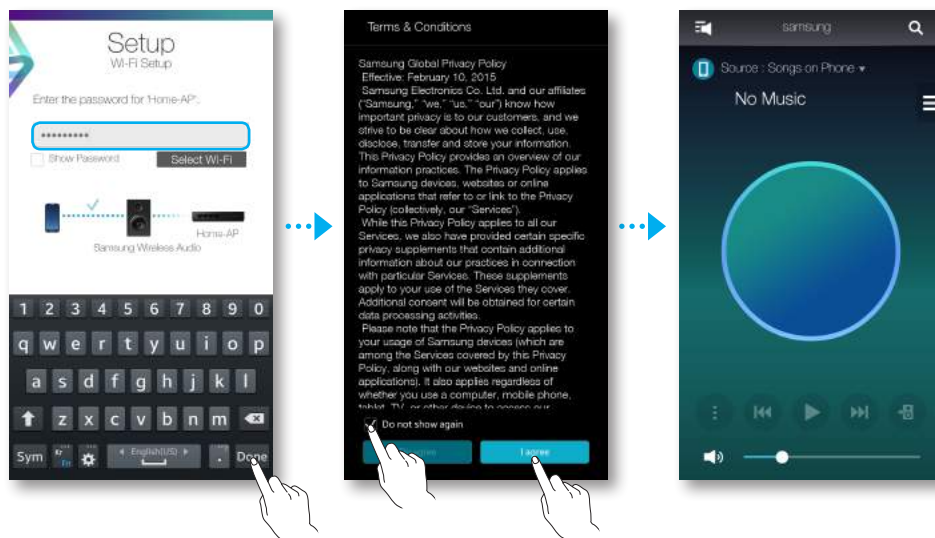 Setup
Wi-Fi Setup
Enter the password for 'Home-AP'.
•••••••••
Show Password
Select Wi-Fi
Home-AP
Samsung Wireless Audio
1 2 3 4 5 6 7 8 9 0
q w e r t y u i o p
a s d f g h j k l
z x c v b n m
Sym
English(US)
.
Done
Terms & Conditions
Samsung Global Privacy Policy
Effective: February 10, 2015
Samsung Electronics Co. Ltd. and our affiliates
("Samsung," "we," "us," "our") know how
important privacy is to our customers, and we
strive to be clear about how we collect, use,
disclose, transfer and store your information.
This Privacy Policy provides an overview of our
information practices. The Privacy Policy applies
to Samsung devices, websites or online
applications that refer to or link to the Privacy
Policy (collectively, our "Services").
While this Privacy Policy applies to all our
Services, we also have provided certain specific
privacy supplements that contain additional
information about our practices in connection
with particular Services. These supplements
apply to your use of the Services they cover.
Additional consent will be obtained for certain
data processing activities.
Please note that the Privacy Policy applies to
your usage of Samsung devices (which are
among the Services covered by this Privacy
Policy, along with our websites and online
applications). It also applies regardless of
whether you use a computer, mobile phone,
tablet, TV, or other device to access our
Do not show again
I agree
samsung
Source : Songs on Phone
No Music